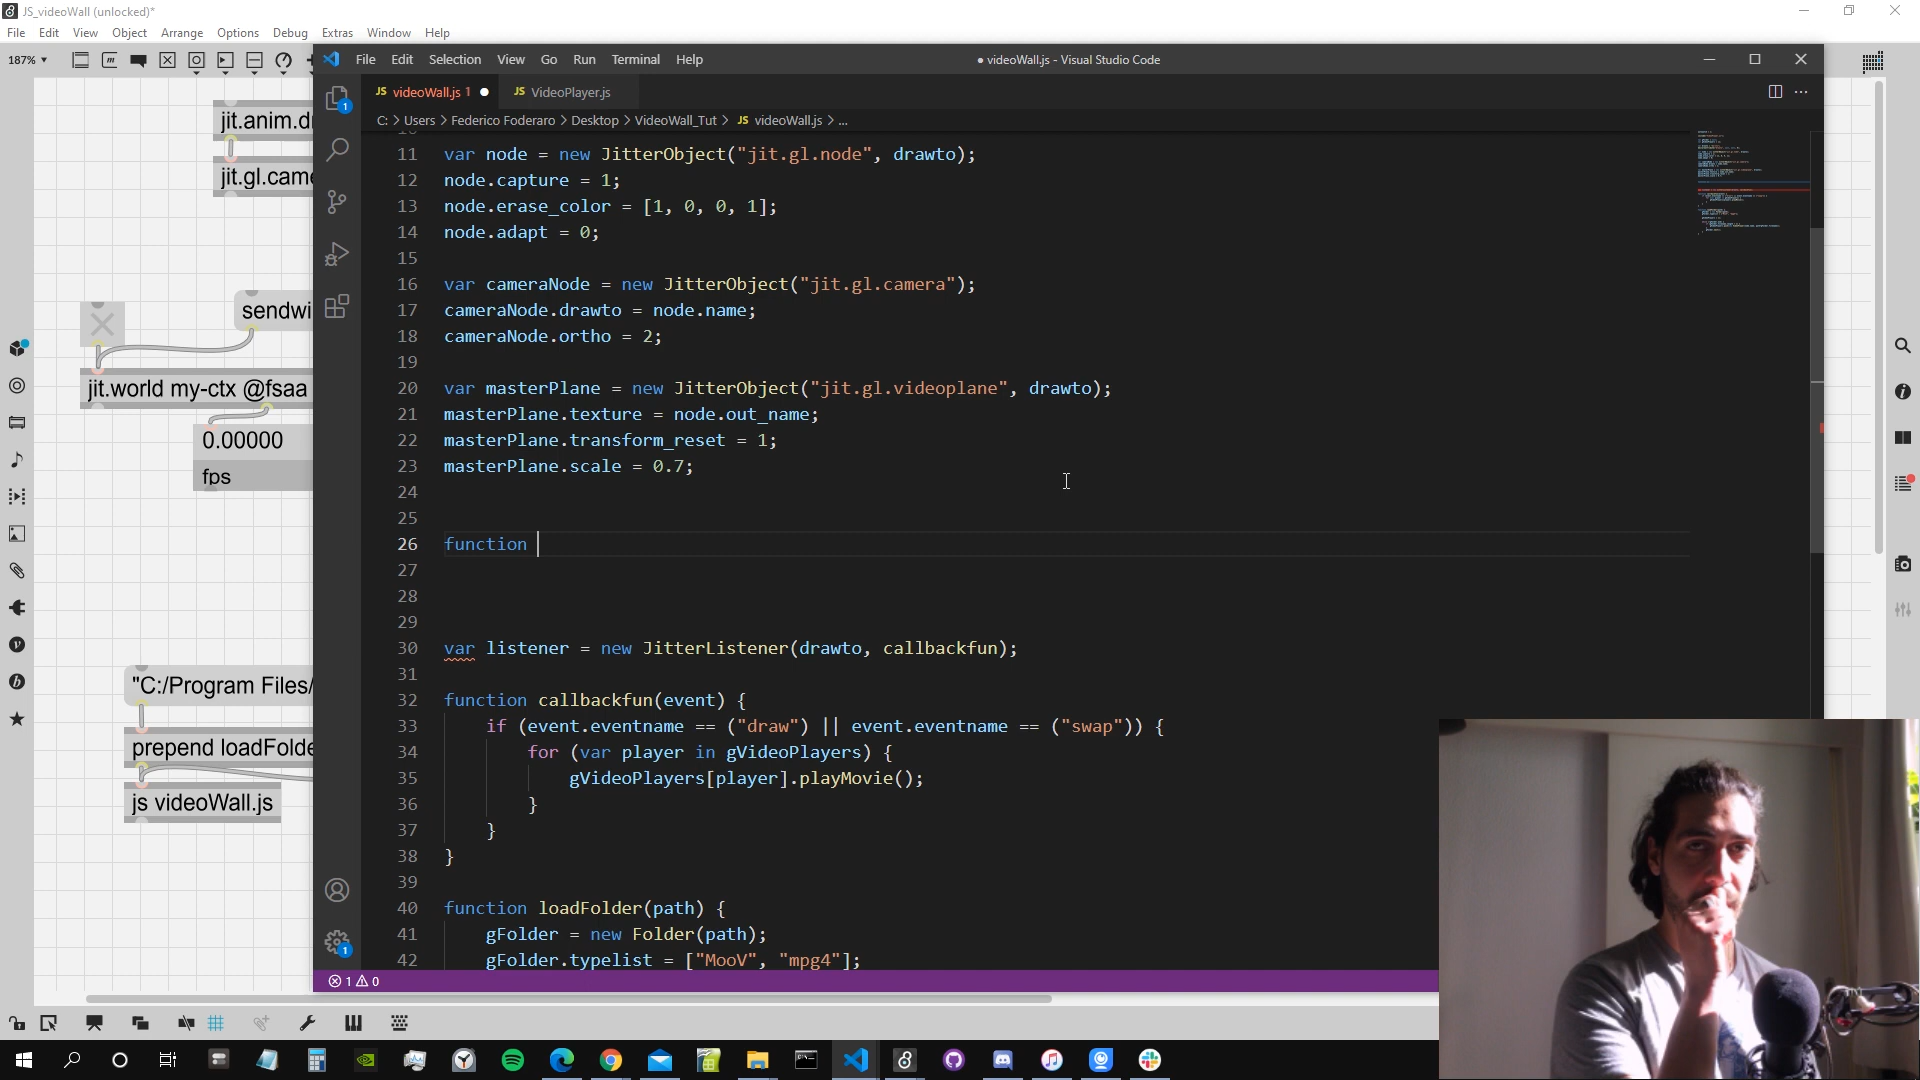 JS_videoWall (unlocked)*
File Edit View Object Arrange Options Debug Extras Window Help
187%
File Edit Selection View Go Run Terminal Help
● videoWall.js - Visual Studio Code
JS videoWall.js 1 ●
JS VideoPlayer.js
C: > Users > Federico Foderaro > Desktop > VideoWall_Tut > JS videoWall.js > ...
11 var node = new JitterObject("jit.gl.node", drawto);
12 node.capture = 1;
13 node.erase_color = [1, 0, 0, 1];
14 node.adapt = 0;
15
16 var cameraNode = new JitterObject("jit.gl.camera");
17 cameraNode.drawto = node.name;
18 cameraNode.ortho = 2;
19
20 var masterPlane = new JitterObject("jit.gl.videoplane", drawto);
21 masterPlane.texture = node.out_name;
22 masterPlane.transform_reset = 1;
23 masterPlane.scale = 0.7;
24
25
26 function
27
28
29
30 var listener = new JitterListener(drawto, callbackfun);
31
32 function callbackfun(event) {
33 if (event.eventname == ("draw") || event.eventname == ("swap")) {
34 for (var player in gVideoPlayers) {
35 gVideoPlayers[player].playMovie();
36 }
37 }
38 }
39
40 function loadFolder(path) {
41 gFolder = new Folder(path);
42 gFolder.typelist = ["MooV", "mpg4"];
1 0
1
1
jit.anim.d
jit.gl.came
sendwi
jit.world my-ctx @fsaa
0.00000
fps
"C:/Program Files/
prepend loadFolde
js videoWall.js